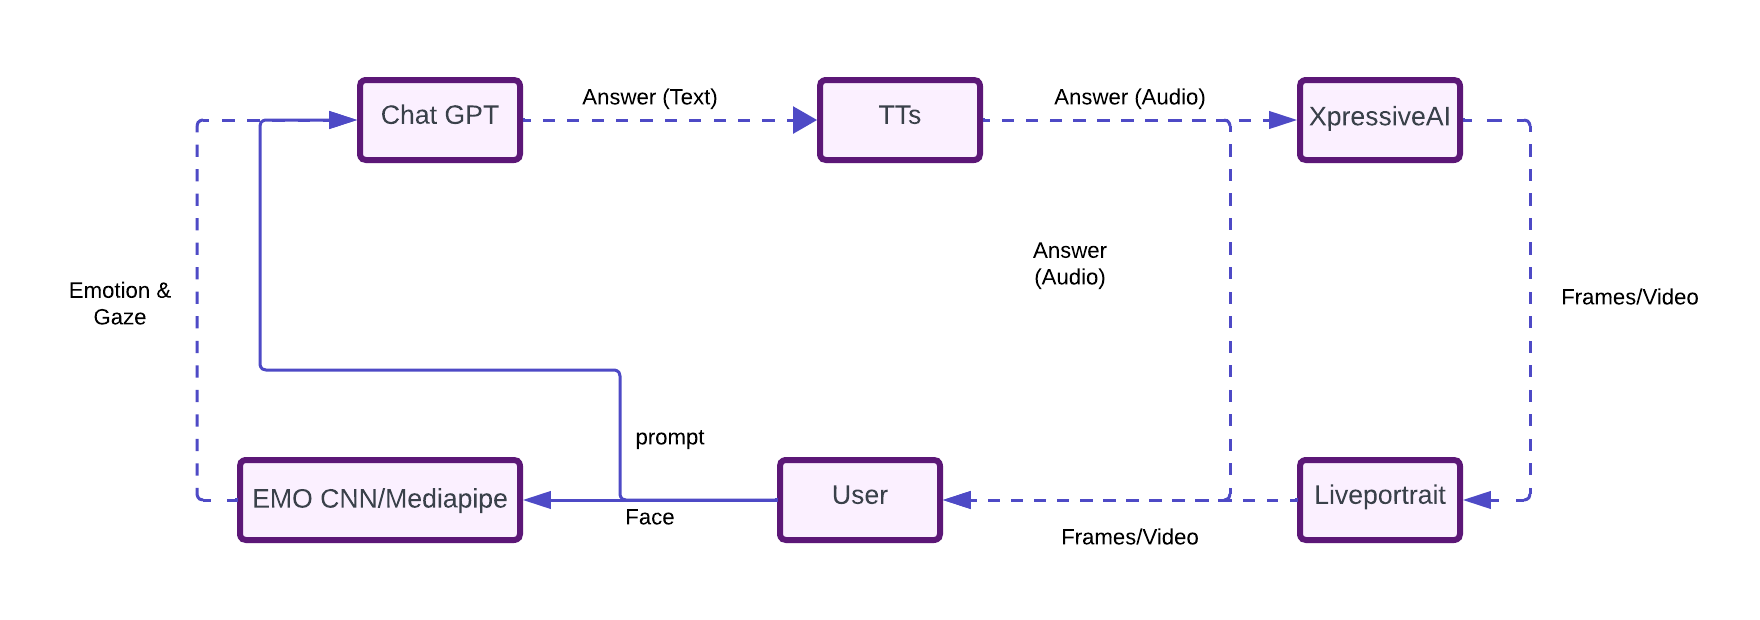 Chat GPT
Answer (Text)
TTs
Answer (Audio)
XpressiveAI
Answer
(Audio)
Emotion &
Gaze
Frames/Video
prompt
EMO CNN/Mediapipe
Face
User
Frames/Video
Liveportrait